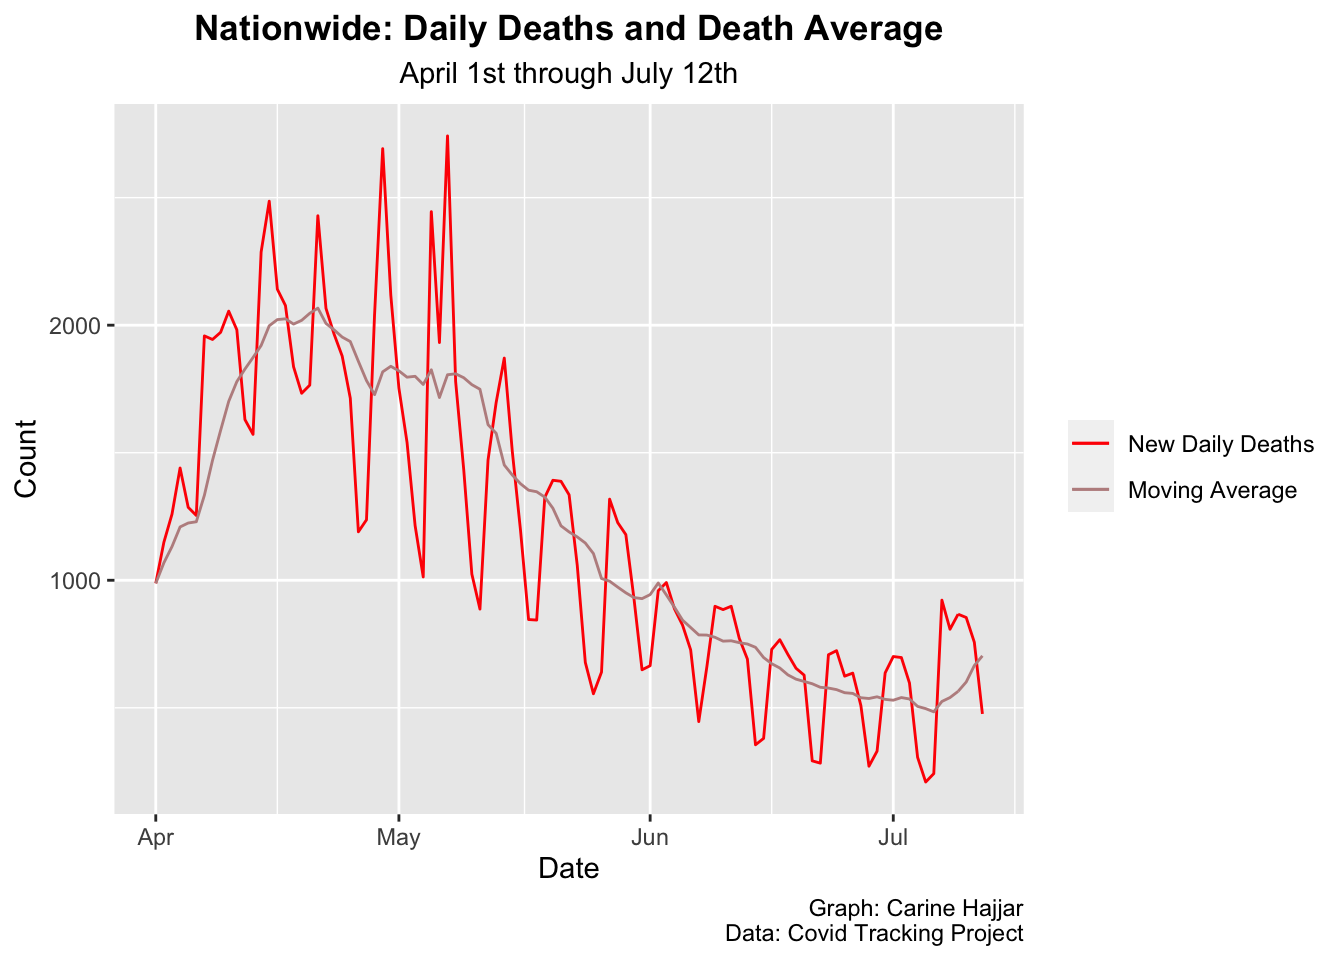 Nationwide: Daily Deaths and Death Average
April 1st through July 12th
Count
2000
1000
Apr
May
Jun
Jul
Date
New Daily Deaths
Moving Average
Graph: Carine Hajjar
Data: Covid Tracking Project